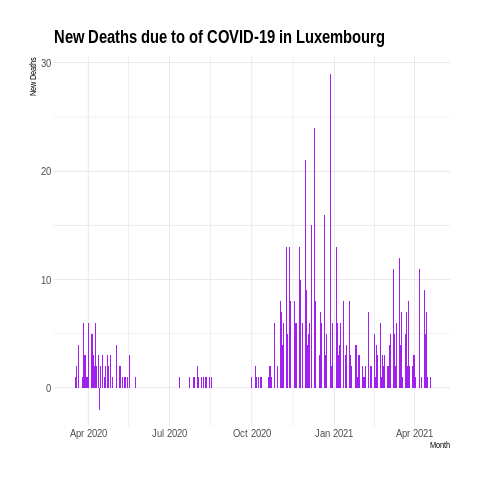 New Deaths due to of COVID-19 in Luxembourg
New Deaths
30
20
10
0
Apr 2020 Jul 2020 Oct 2020 Jan 2021 Apr 2021
Month